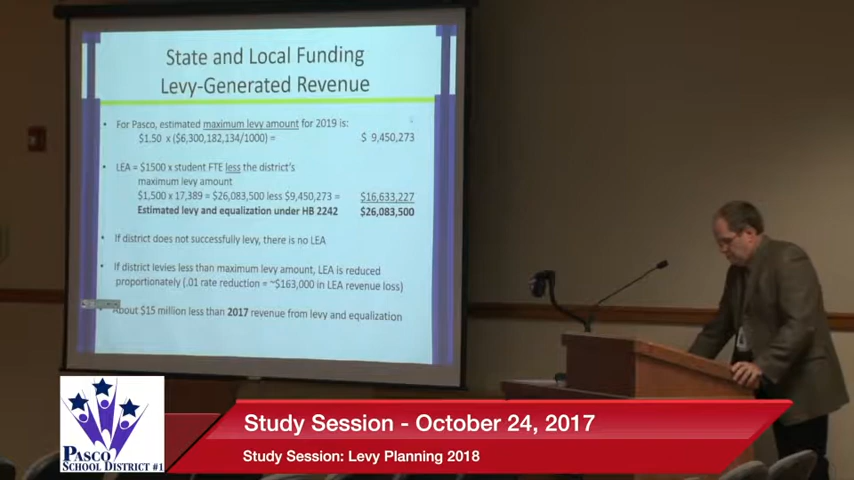 State and Local Funding
Levy-Generated Revenue
• For Pasco, estimated maximum levy amount for 2019 is:
$1.50 x ($6,300,182,134/1000) = $ 9,450,273
• LEA = $1500 x student FTE less the district's
maximum levy amount
$1,500 x 17,389 = $26,083,500 less $9,450,273 = $16,633,227
Estimated levy and equalization under HB 2242 $26,083,500
• If district does not successfully levy, there is no LEA
• If district levies less than maximum levy amount, LEA is reduced
proportionately (.01 rate reduction = ~$163,000 in LEA revenue loss)
• About $15 million less than 2017 revenue from levy and equalization
Study Session - October 24, 2017
Study Session: Levy Planning 2018
PASCO
SCHOOL DISTRICT #1